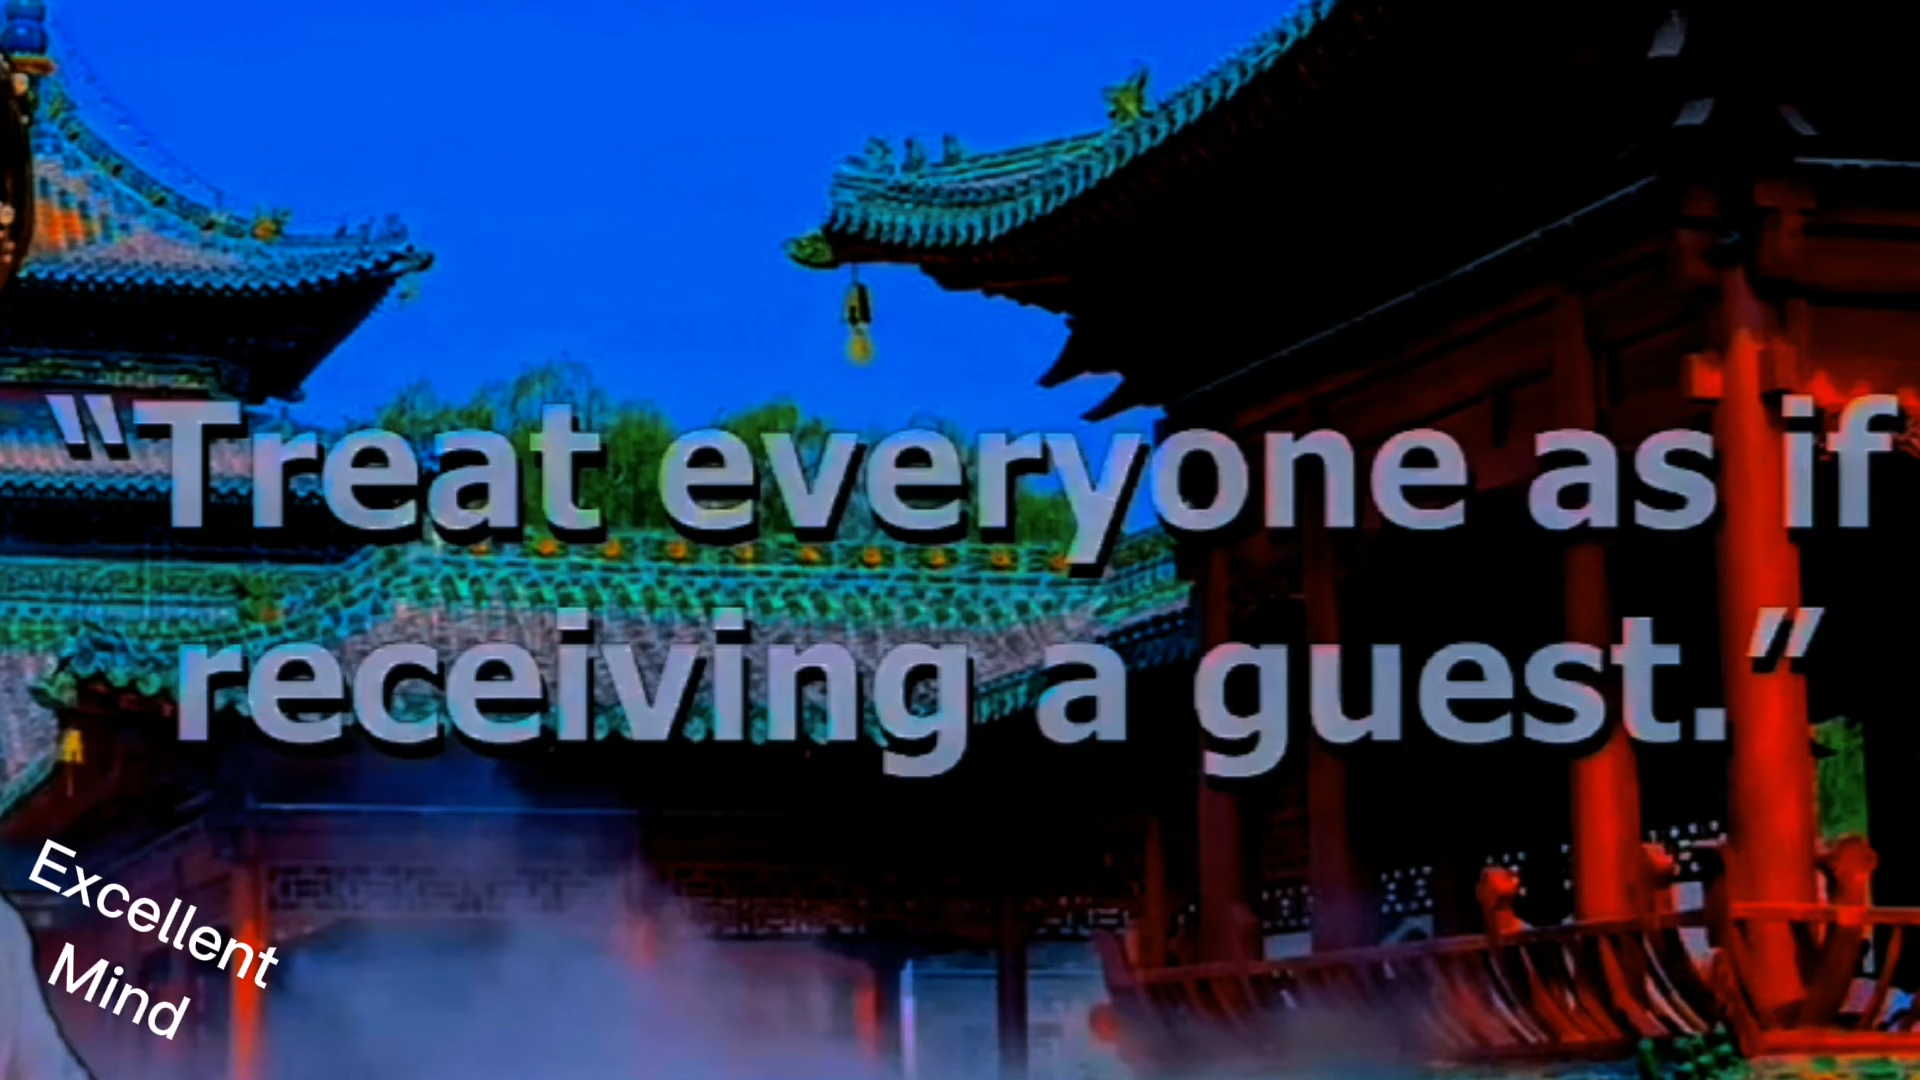 “Treat everyone as if
receiving a guest.”
Excellent
Mind